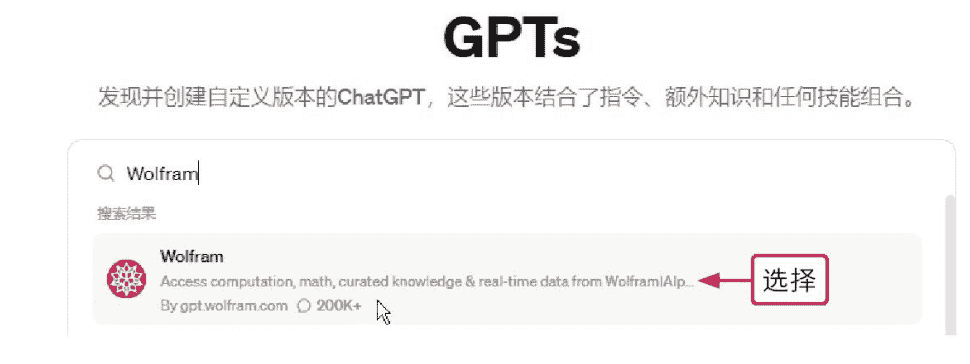 GPTs
发现并创建自定义版本的ChatGPT，这些版本结合了指令、额外知识和任何技能组合。
Wolfram
搜索结果
Wolfram
Access computation, math, curated knowledge & real-time data from Wolfram|Alp...
选择
By gpt.wolfram.com 200K+